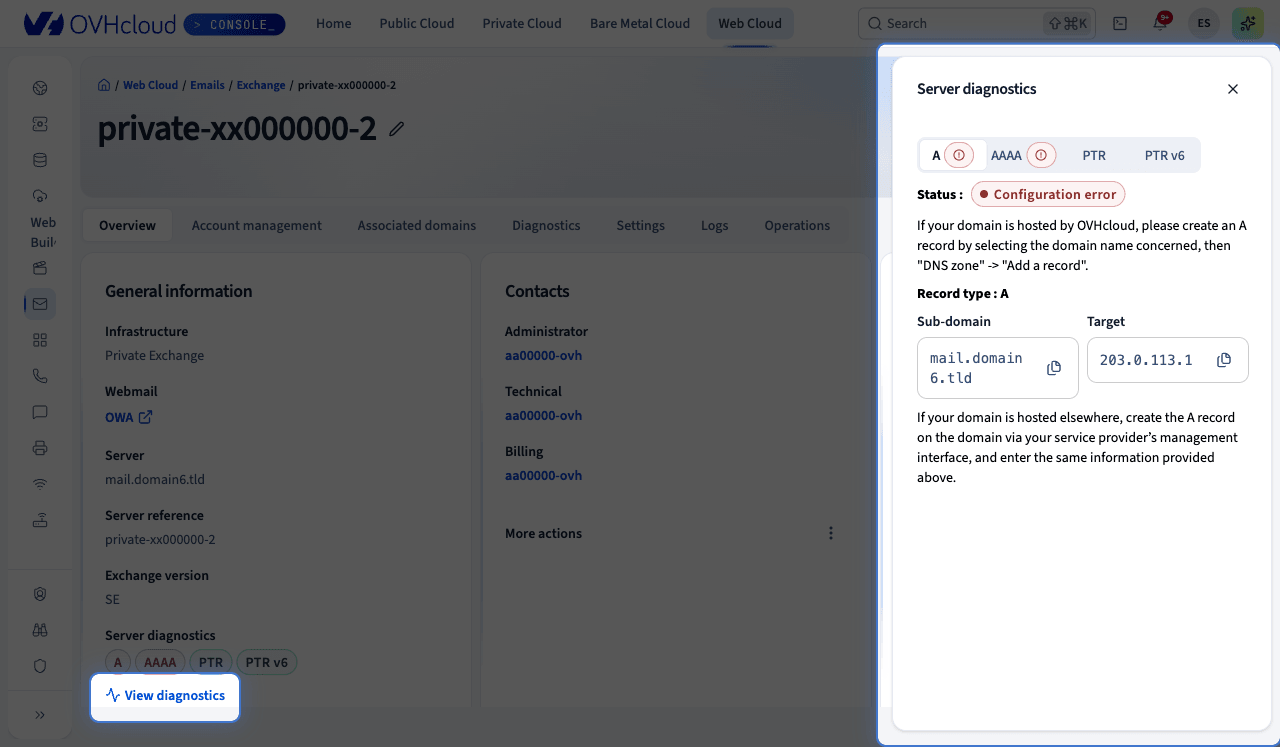 OVHcloud > CONSOLE_
Home Public Cloud Private Cloud Bare Metal Cloud Web Cloud Search ⇧⌘K 9+ ES
/ Web Cloud / Emails / Exchange / private-xx000000-2
private-xx000000-2
Web
Buil
Overview Account management Associated domains Diagnostics Settings Logs Operations
General information
Infrastructure
Private Exchange
Webmail
OWA
Server
mail.domain6.tld
Server reference
private-xx000000-2
Exchange version
SE
Server diagnostics
A AAAA PTR PTR v6
View diagnostics
Contacts
Administrator
aa00000-ovh
Technical
aa00000-ovh
Billing
aa00000-ovh
More actions
Server diagnostics
A AAAA PTR PTR v6
Status : Configuration error
If your domain is hosted by OVHcloud, please create an A
record by selecting the domain name concerned, then
"DNS zone" -> "Add a record".
Record type : A
Sub-domain Target
mail.domain
6.tld
203.0.113.1
If your domain is hosted elsewhere, create the A record
on the domain via your service provider’s management
interface, and enter the same information provided
above.